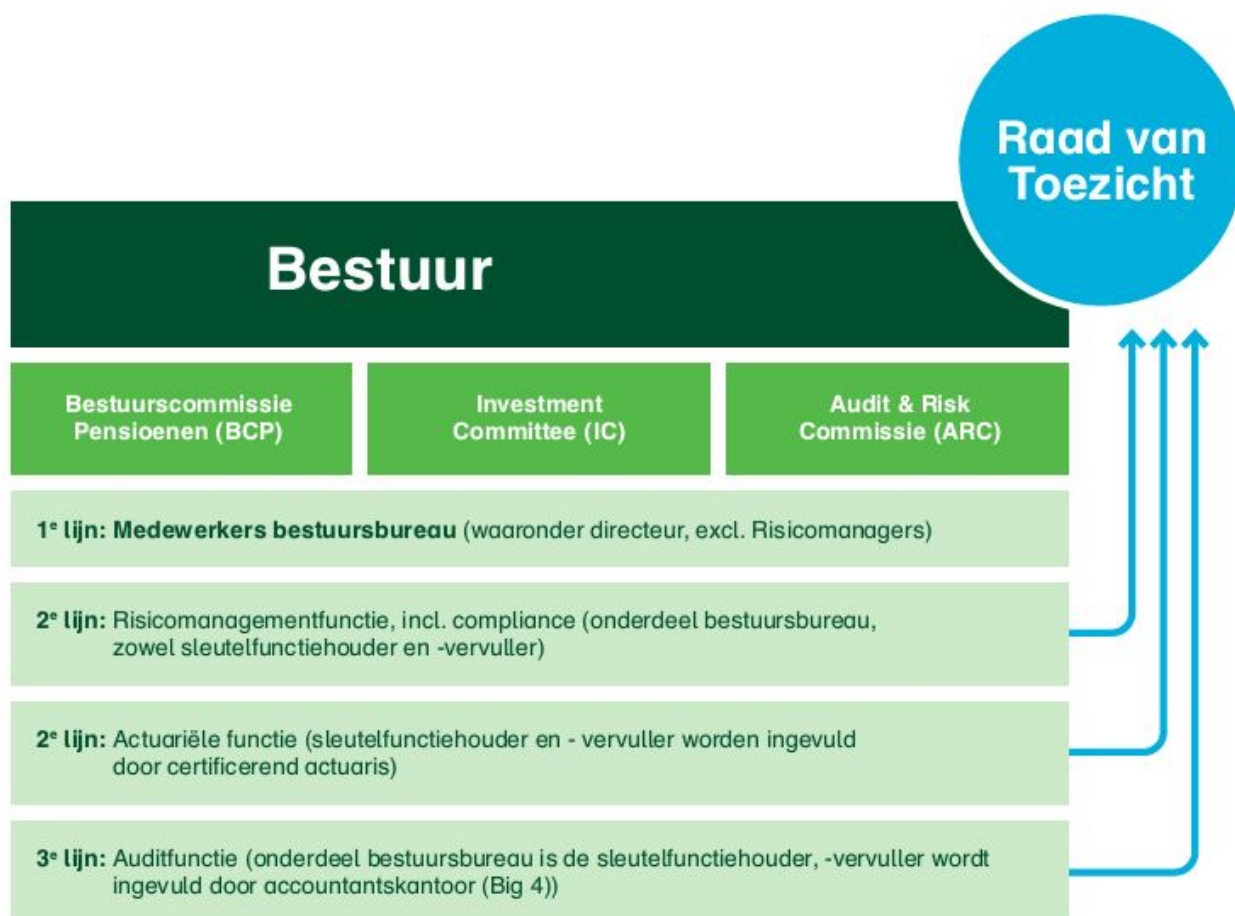 Raad van
Toezicht
Bestuur
Bestuurscommissie
Pensioenen (BCP)
Investment
Committee (IC)
Audit & Risk
Commissie (ARC)
1e lijn: Medewerkers bestuursbureau (waaronder directeur, excl. Risicomanagers)
2e lijn: Risicomanagementfunctie, incl. compliance (onderdeel bestuursbureau,
zowel sleutelfunctiehouder en -vervuller)
2e lijn: Actuariële functie (sleutelfunctiehouder en - vervuller worden ingevuld
door certificerend actuaris)
3e lijn: Auditfunctie (onderdeel bestuursbureau is de sleutelfunctiehouder, -vervuller wordt
ingevuld door accountantskantoor (Big 4))